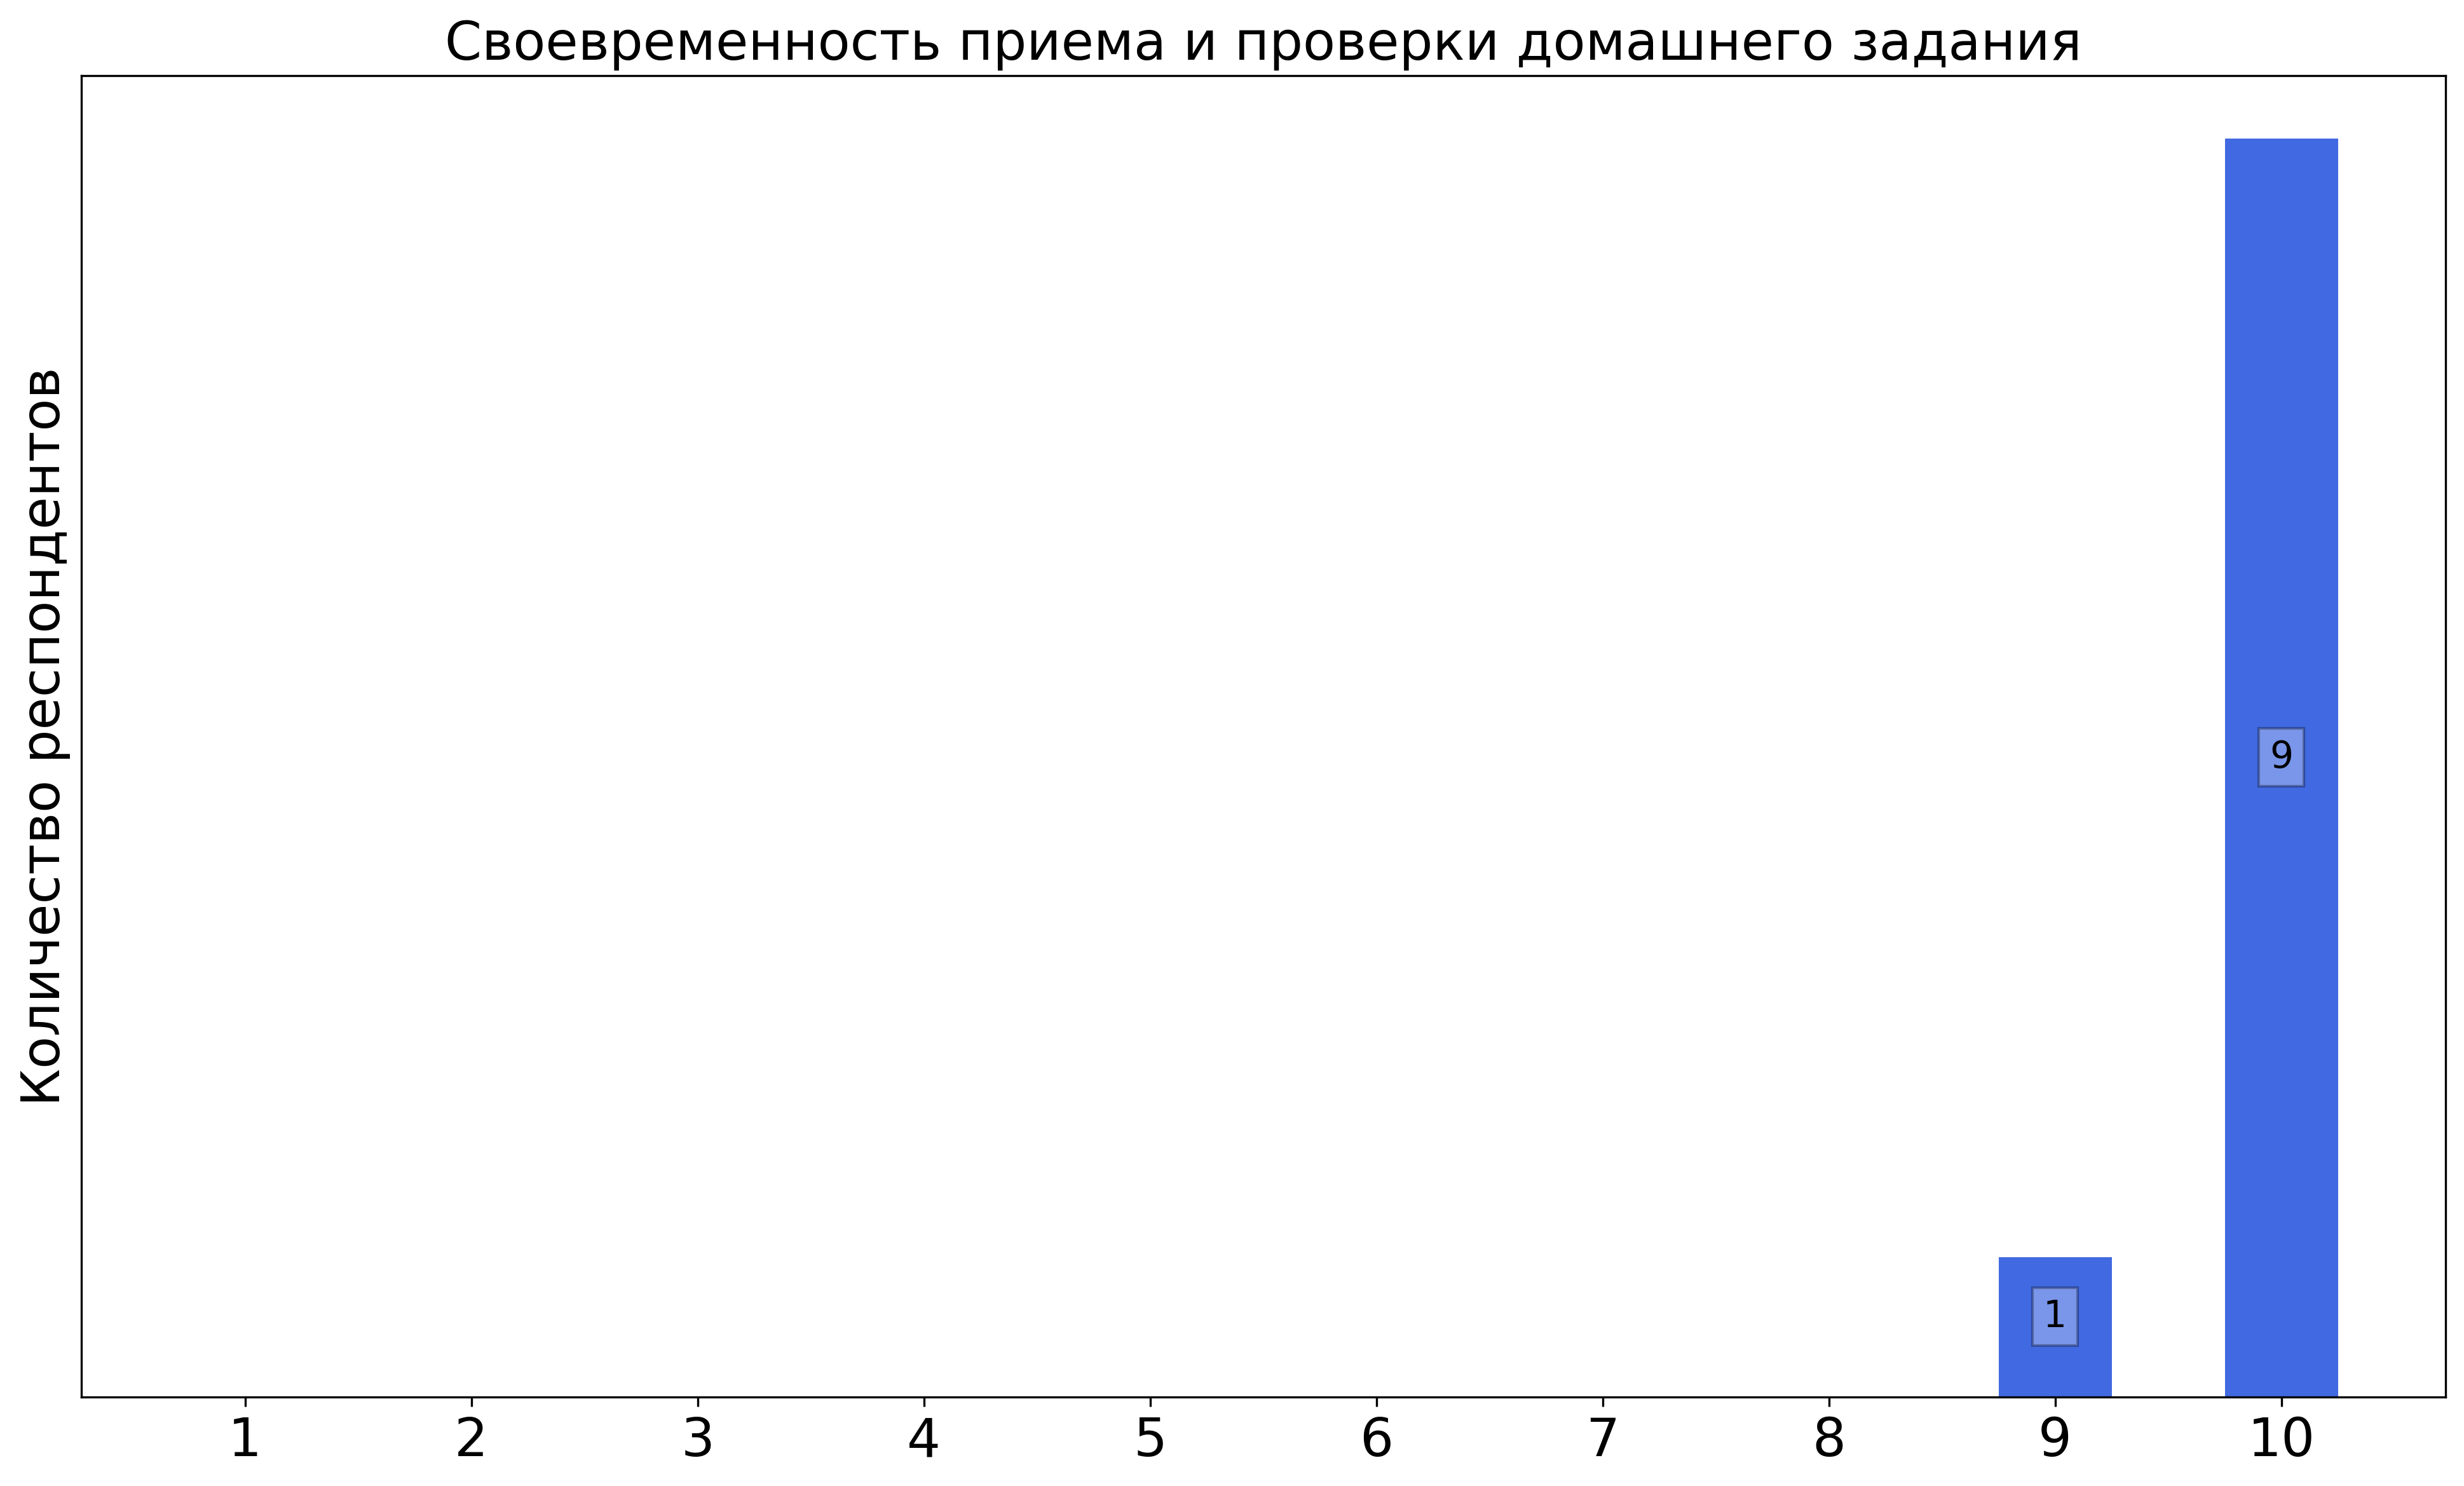 Своевременность приема и проверки домашнего задания
Количество респондентов
9
1
1 2 3 4 5 6 7 8 9 10